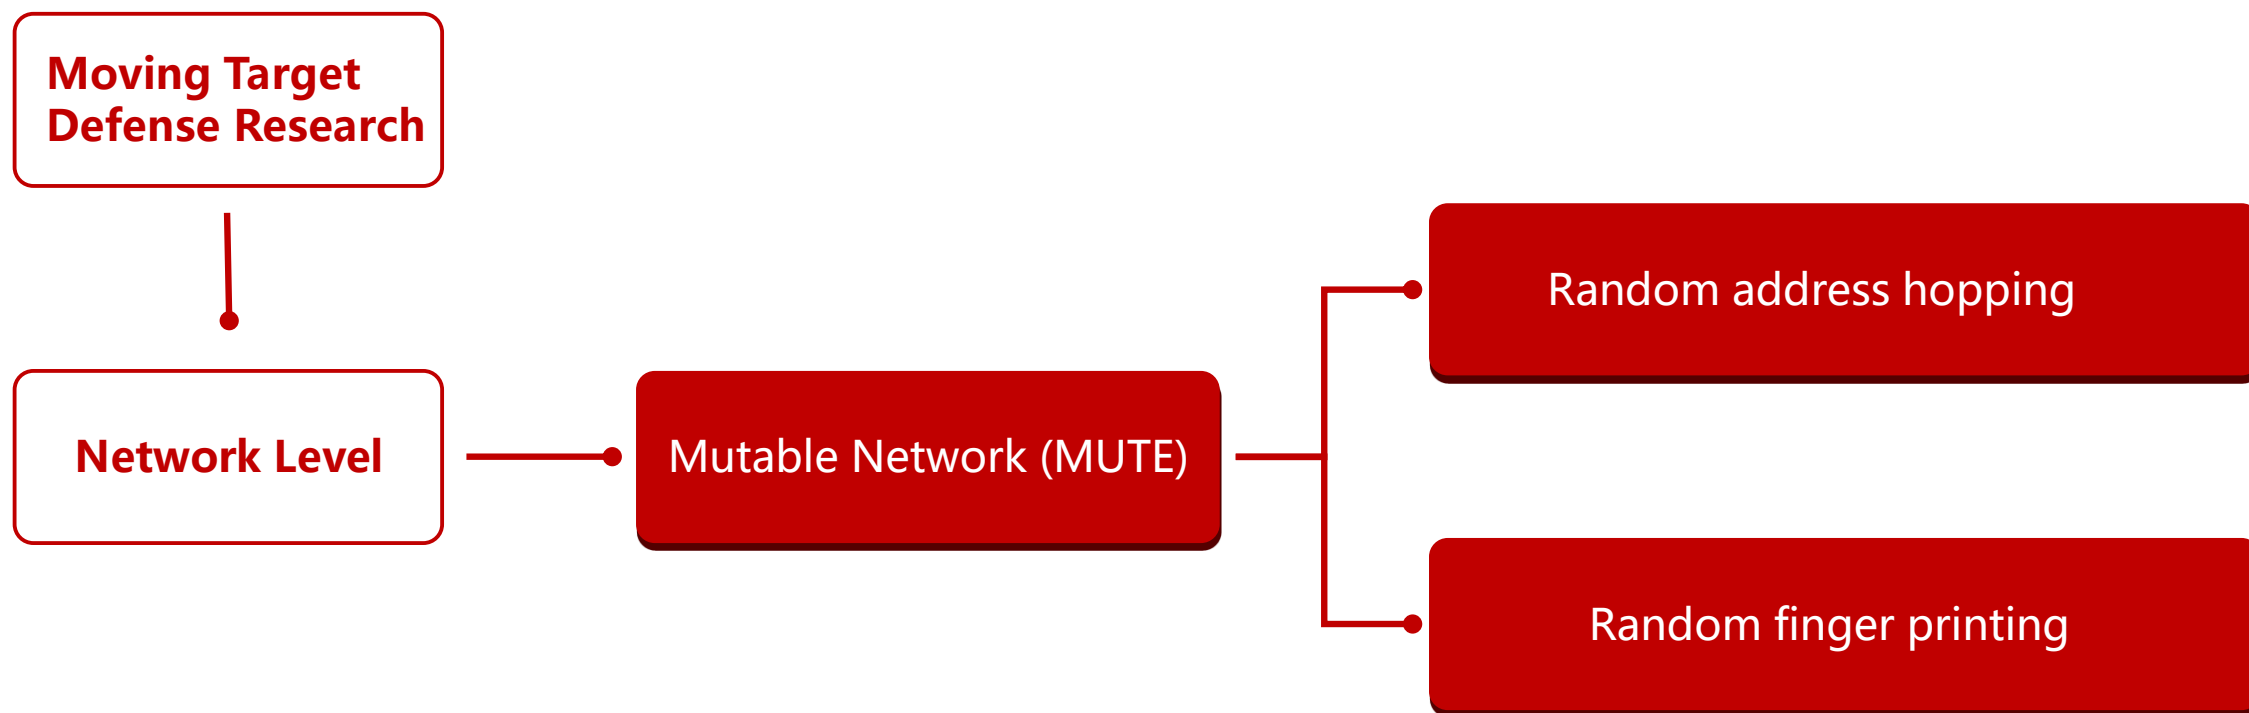 Moving Target
Defense Research
Random address hopping
Network Level
Mutable Network (MUTE)
Random finger printing